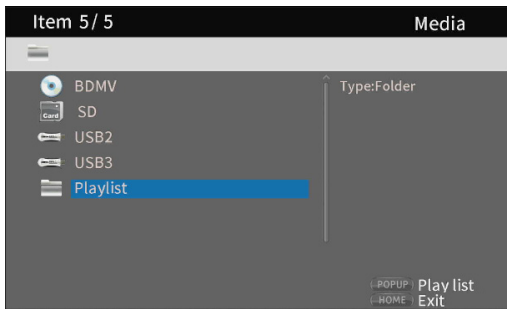 Item 5/5 Media
BDMV Type:Folder
Card SD
USB2
USB3
Playlist
POPUP Play list
HOME Exit